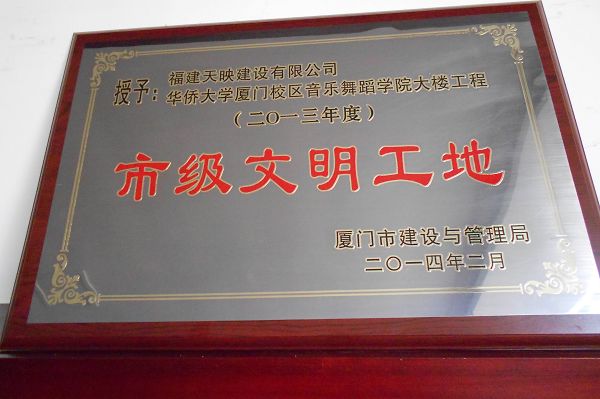 授予：
福建天映建设有限公司
华侨大学厦门校区音乐舞蹈学院大楼工程
（二〇一三年度）
市级文明工地
厦门市建设与管理局
二〇一四年二月